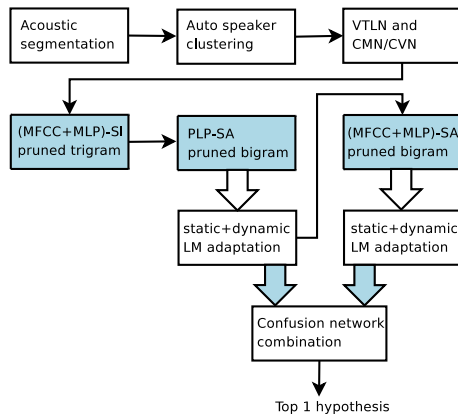 Acoustic
segmentation
Auto speaker
clustering
VTLN and
CMN/CVN
(MFCC+MLP)-SI
pruned trigram
PLP-SA
pruned bigram
(MFCC+MLP)-SA
pruned bigram
static+dynamic
LM adaptation
static+dynamic
LM adaptation
Confusion network
combination
Top 1 hypothesis